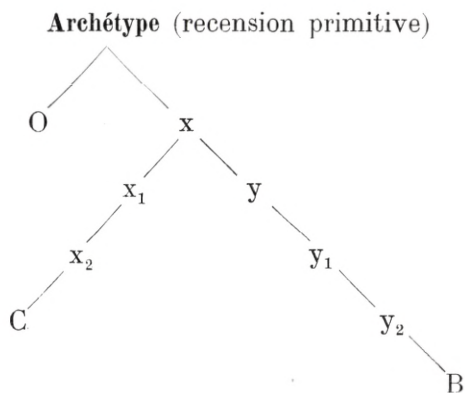 Archétype (recension primitive)
O x
x₁ y
x₂ y₁
C y₂
B